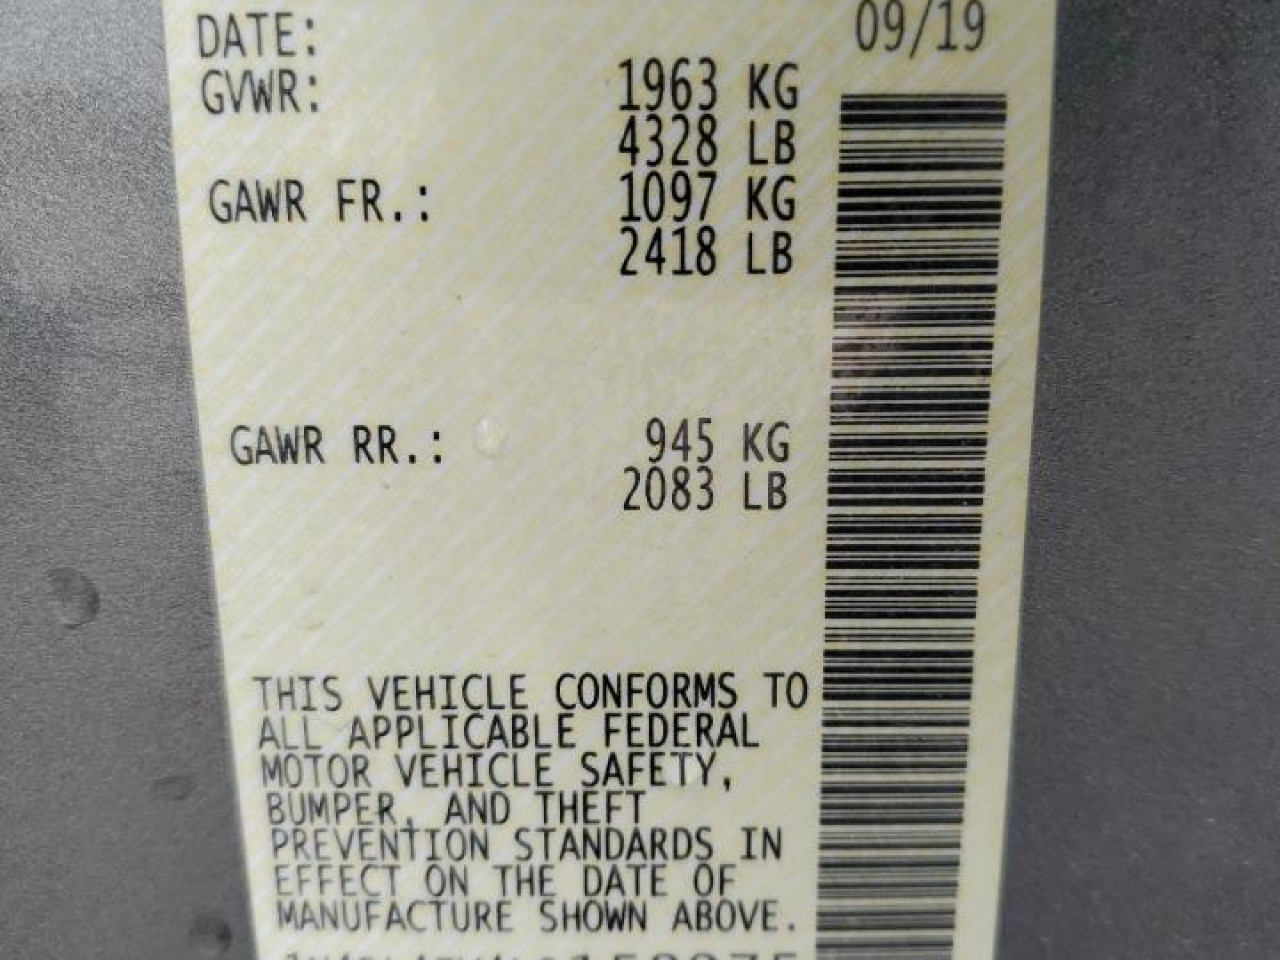 DATE: 09/19
GVWR: 1963 KG
4328 LB
GAWR FR.: 1097 KG
2418 LB
GAWR RR.: 945 KG
2083 LB
THIS VEHICLE CONFORMS TO
ALL APPLICABLE FEDERAL
MOTOR VEHICLE SAFETY,
BUMPER, AND THEFT
PREVENTION STANDARDS IN
EFFECT ON THE DATE OF
MANUFACTURE SHOWN ABOVE.